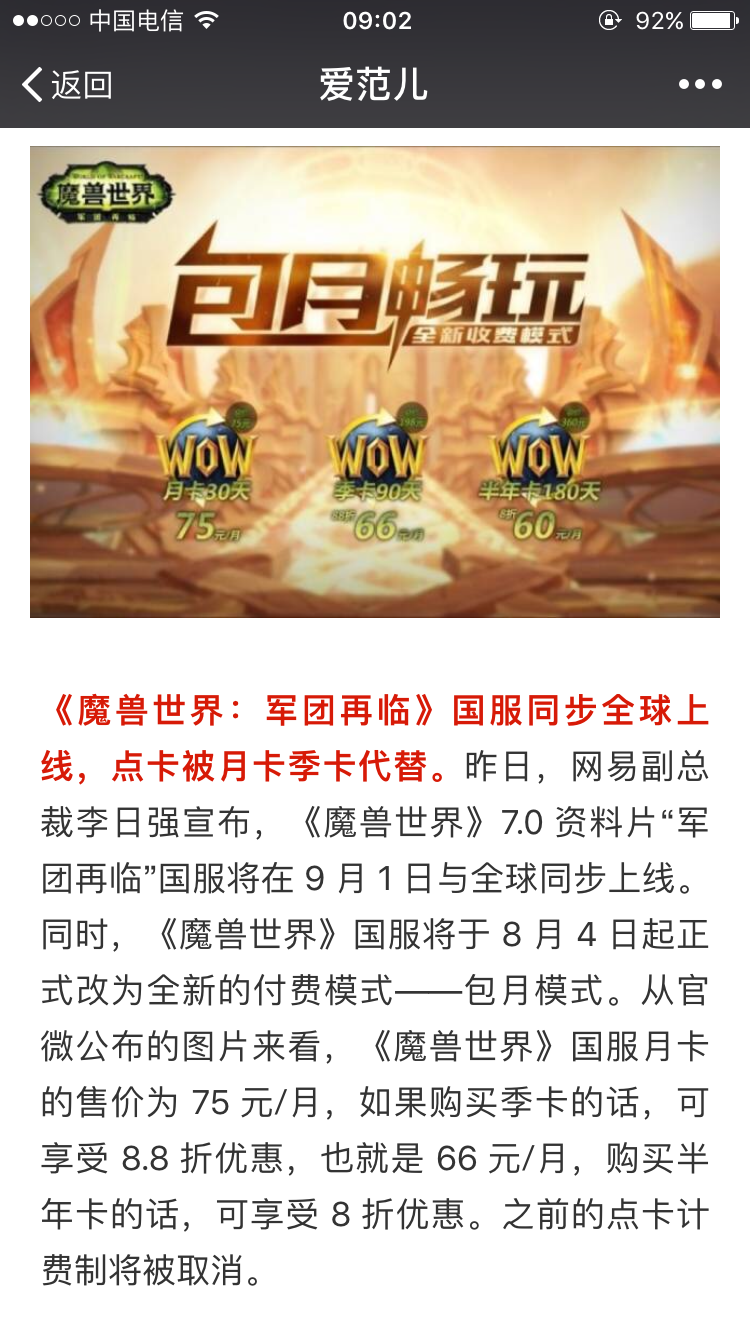 中国电信
09:02
92%
返回
爱范儿
WORLD OF WARCRAFT
魔兽世界
军团再临
包月畅玩
全新收费模式
75元
198元
360元
WOW
WOW
WOW
月卡30天
季卡90天
半年卡180天
75元/月
88折66元/月
8折60元/月
《魔兽世界：军团再临》国服同步全球上
线，点卡被月卡季卡代替。昨日，网易副总
裁李日强宣布，《魔兽世界》7.0 资料片“军
团再临”国服将在 9 月 1 日与全球同步上线。
同时，《魔兽世界》国服将于 8 月 4 日起正
式改为全新的付费模式——包月模式。从官
微公布的图片来看，《魔兽世界》国服月卡
的售价为 75 元/月，如果购买季卡的话，可
享受 8.8 折优惠，也就是 66 元/月，购买半
年卡的话，可享受 8 折优惠。之前的点卡计
费制将被取消。